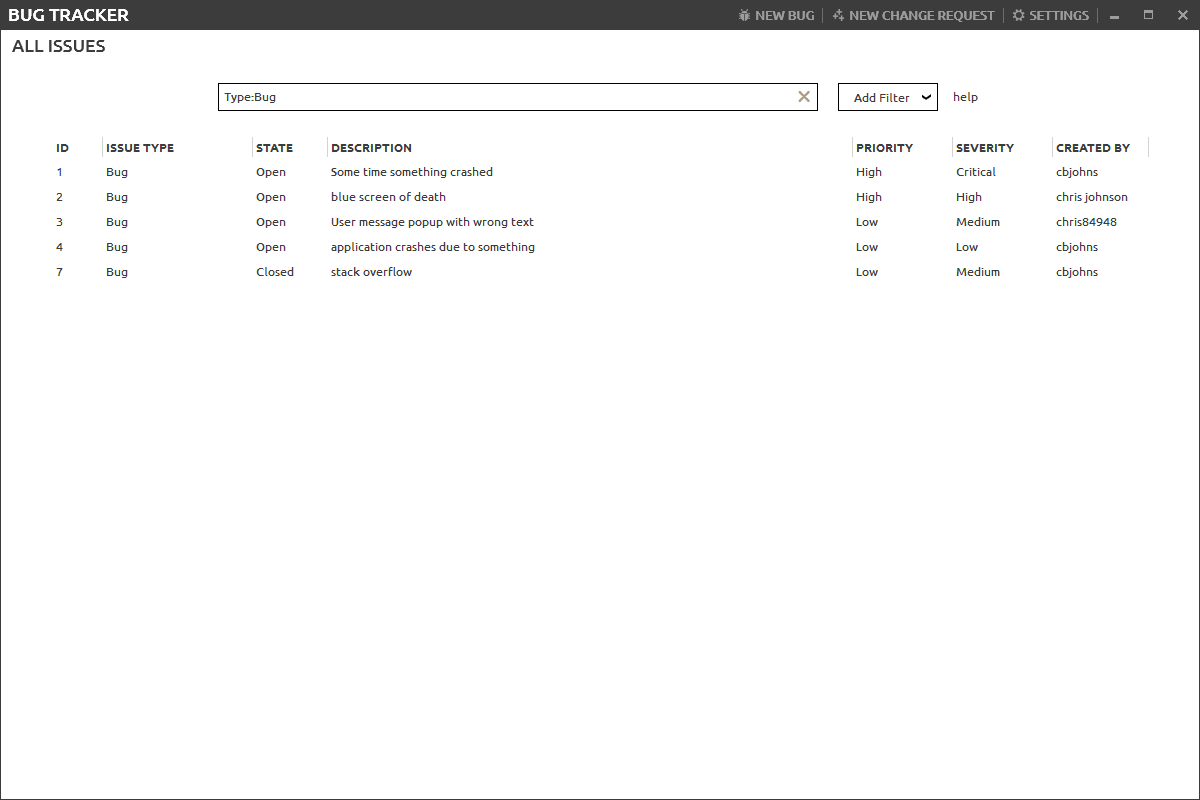 BUG TRACKER NEW BUG NEW CHANGE REQUEST SETTINGS
ALL ISSUES
Type:Bug Add Filter help
ID ISSUE TYPE STATE DESCRIPTION PRIORITY SEVERITY CREATED BY
1 Bug Open Some time something crashed High Critical cbjohns
2 Bug Open blue screen of death High High chris johnson
3 Bug Open User message popup with wrong text Low Medium chris84948
4 Bug Open application crashes due to something Low Low cbjohns
7 Bug Closed stack overflow Low Medium cbjohns